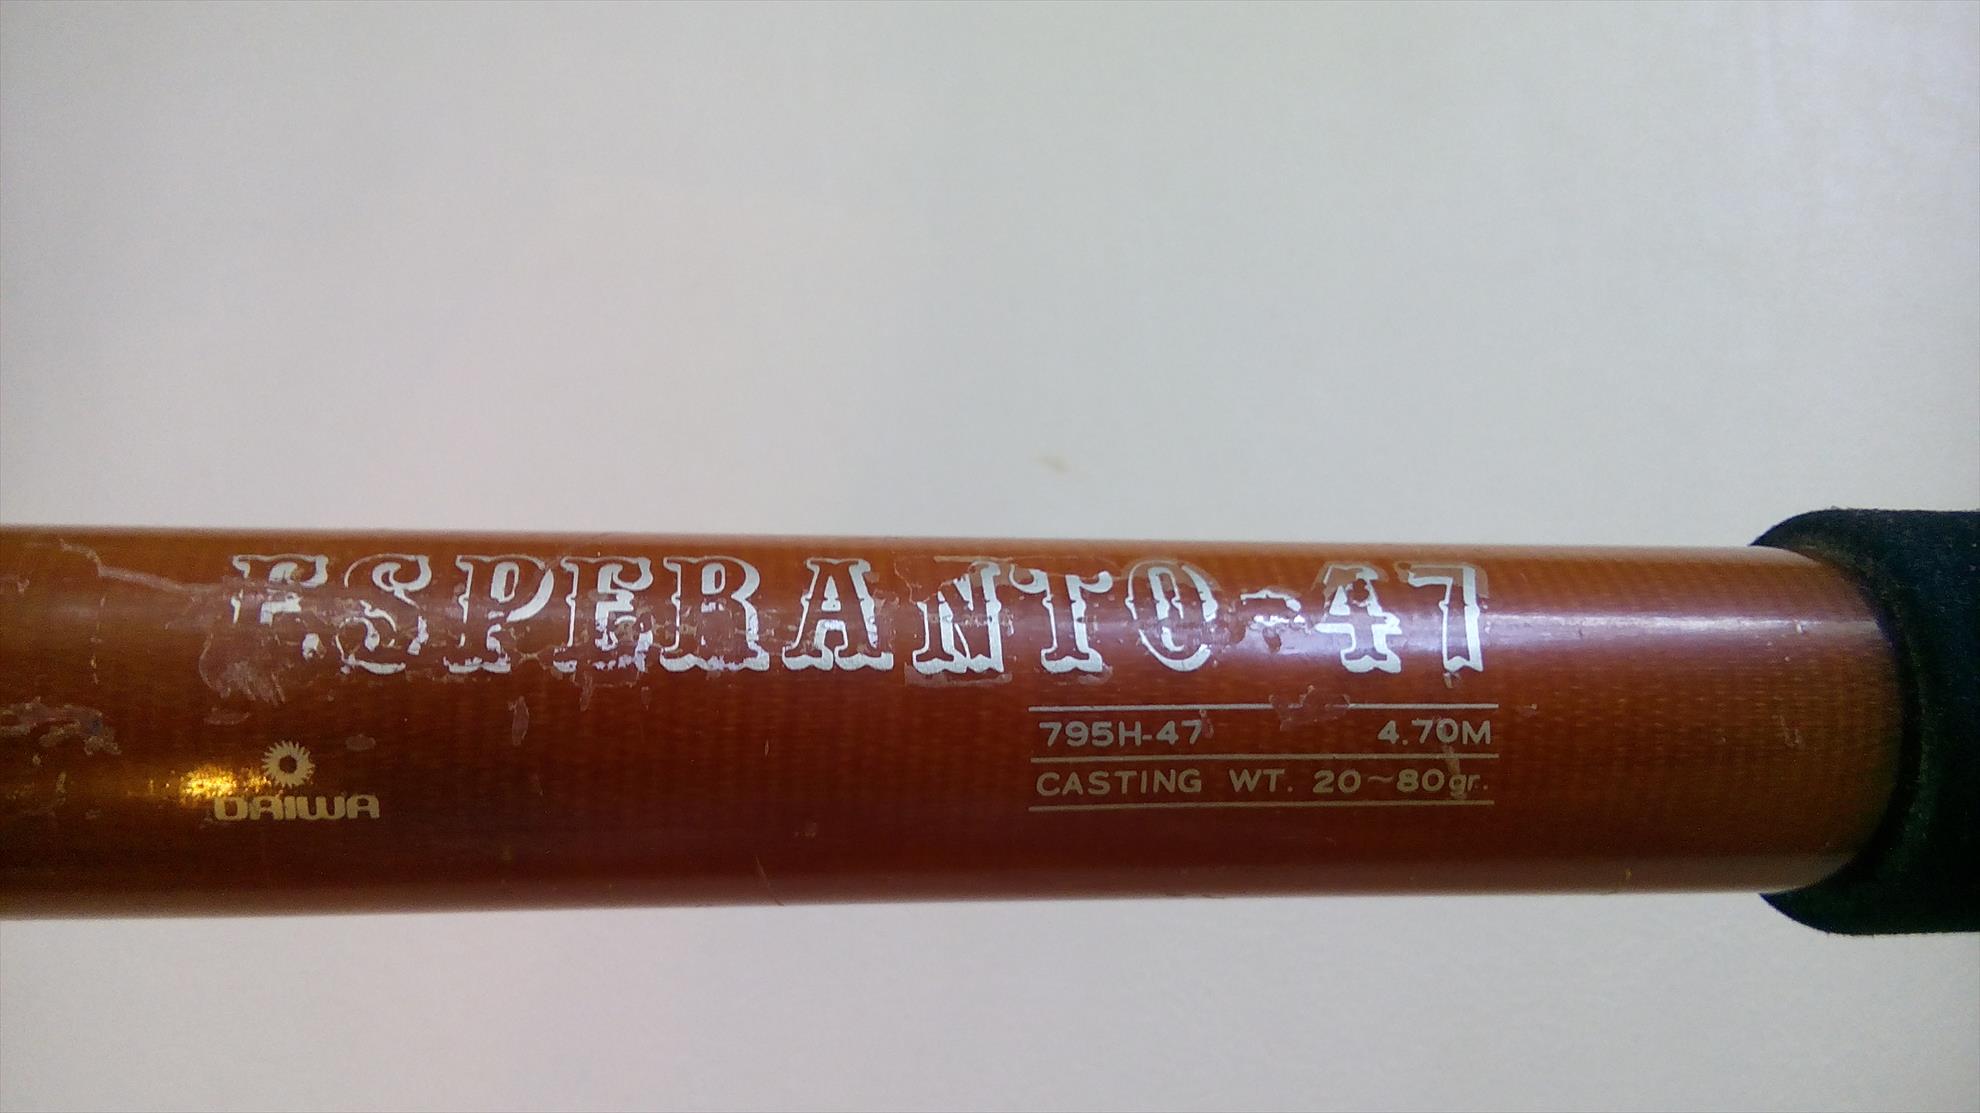 ESPERANTO-47
795H-47 4.70M
CASTING WT. 20~80gr.
DAIWA